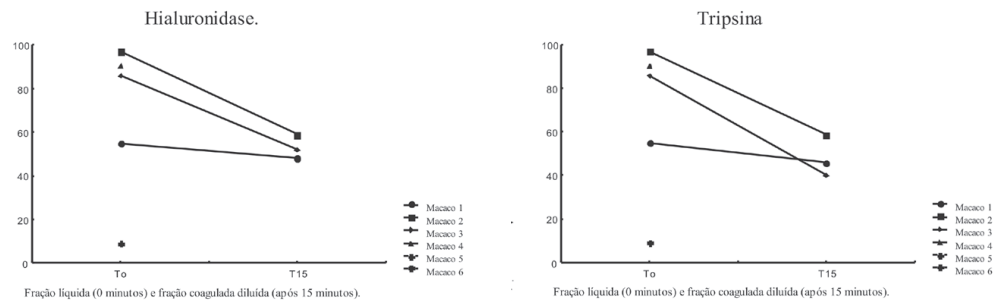 Hialuronidase.
100
80
60
40
20
0
To
T15
Macaco 1
Macaco 2
Macaco 3
Macaco 4
Macaco 5
Macaco 6
Fração líquida (0 minutos) e fração coagulada diluída (após 15 minutos).
Tripsina
100
80
60
40
20
0
To
T15
Macaco 1
Macaco 2
Macaco 3
Macaco 4
Macaco 5
Macaco 6
Fração líquida (0 minutos) e fração coagulada diluída (após 15 minutos).